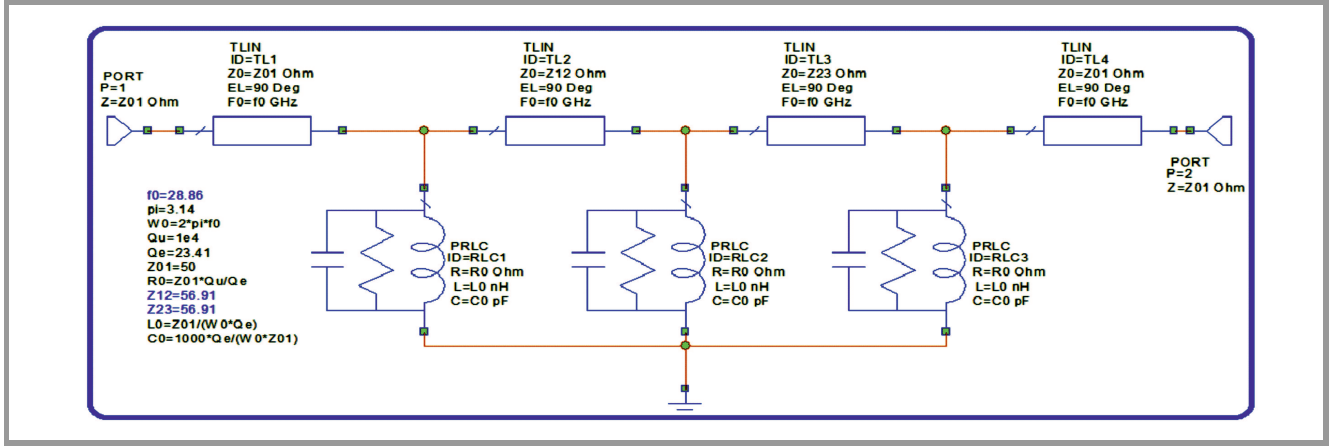 PORT
P=1
Z=Z01 Ohm
TLIN
ID=TL1
Z0=Z01 Ohm
EL=90 Deg
F0=f0 GHz
TLIN
ID=TL2
Z0=Z12 Ohm
EL=90 Deg
F0=f0 GHz
TLIN
ID=TL3
Z0=Z23 Ohm
EL=90 Deg
F0=f0 GHz
TLIN
ID=TL4
Z0=Z01 Ohm
EL=90 Deg
F0=f0 GHz
PORT
P=2
Z=Z01 Ohm
f0=28.86
pi=3.14
W0=2*pi*f0
Qu=1e4
Qe=23.41
Z01=50
R0=Z01*Qu/Qe
Z12=56.91
Z23=56.91
L0=Z01/(W0*Qe)
C0=1000*Qe/(W0*Z01)
PRLC
ID=RLC1
R=R0 Ohm
L=L0 nH
C=C0 pF
PRLC
ID=RLC2
R=R0 Ohm
L=L0 nH
C=C0 pF
PRLC
ID=RLC3
R=R0 Ohm
L=L0 nH
C=C0 pF